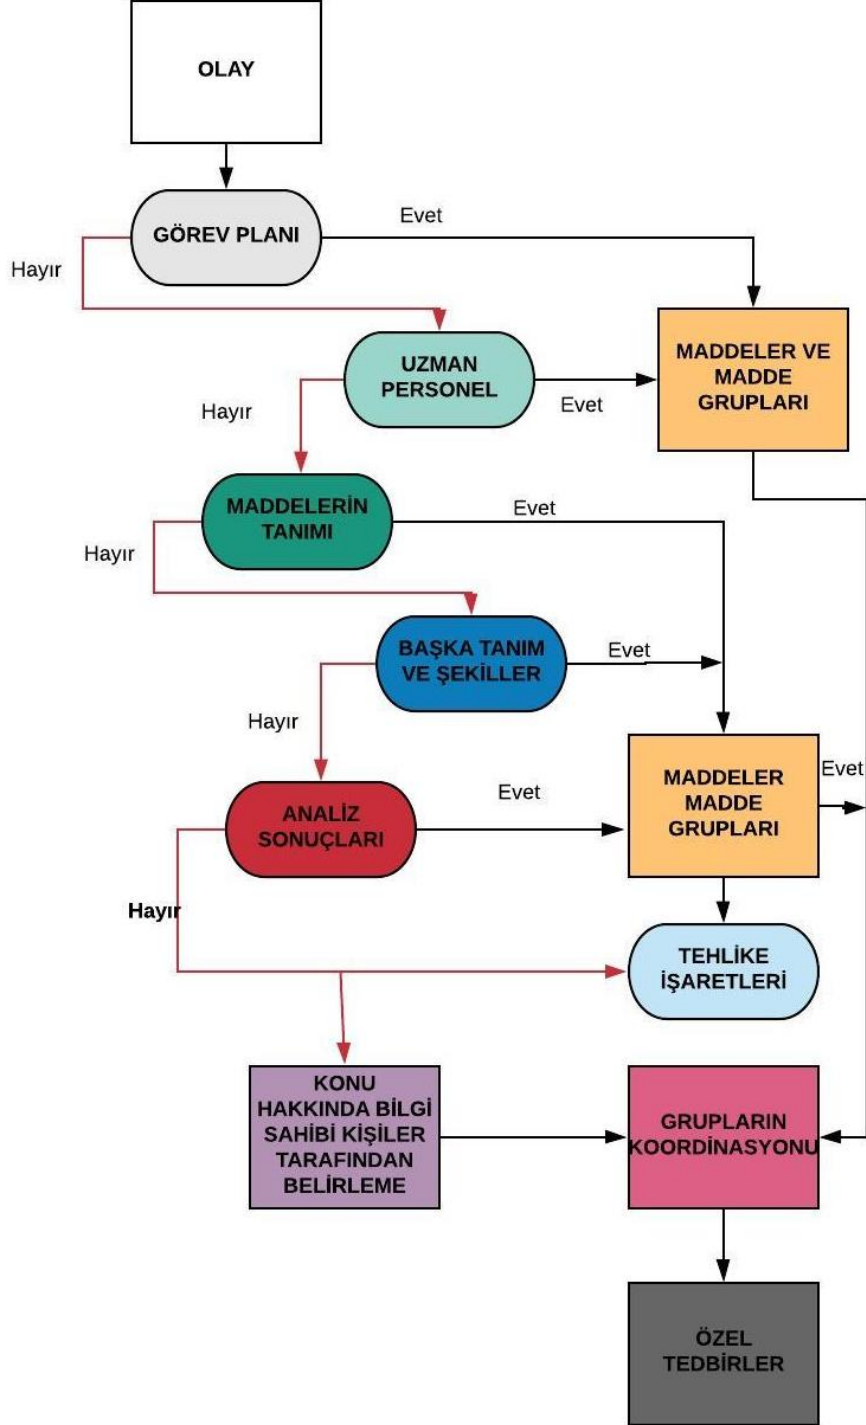 OLAY
Evet
GÖREV PLANI
Hayır
UZMAN
PERSONEL
MADDELER VE
MADDE
GRUPLARI
Evet
Hayır
MADDELERİN
TANIMI
Evet
Hayır
BAŞKA TANIM
VE ŞEKİLLER
Evet
Hayır
MADDELER
MADDE
GRUPLARI
Evet
ANALİZ
SONUÇLARI
Evet
Hayır
TEHLİKE
İŞARETLERİ
KONU
HAKKINDA BİLGİ
SAHİBİ KİŞİLER
TARAFINDAN
BELİRLEME
GRUPLARIN
KOORDİNASYONU
ÖZEL
TEDBİRLER